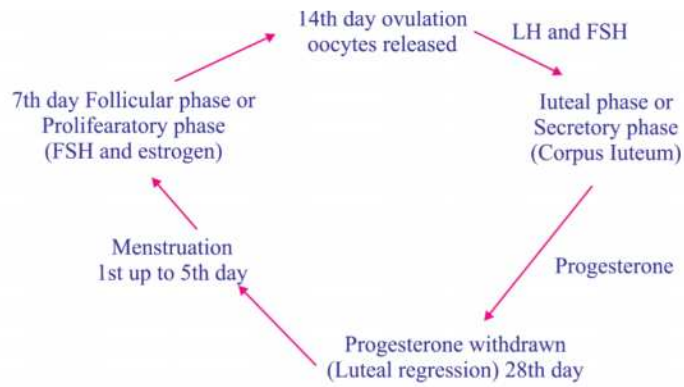 14th day ovulation
oocytes released
LH and FSH
7th day Follicular phase or
Prolifearatory phase
(FSH and estrogen)
Iuteal phase or
Secretory phase
(Corpus Iuteum)
Menstruation
1st up to 5th day
Progesterone
Progesterone withdrawn
(Luteal regression) 28th day